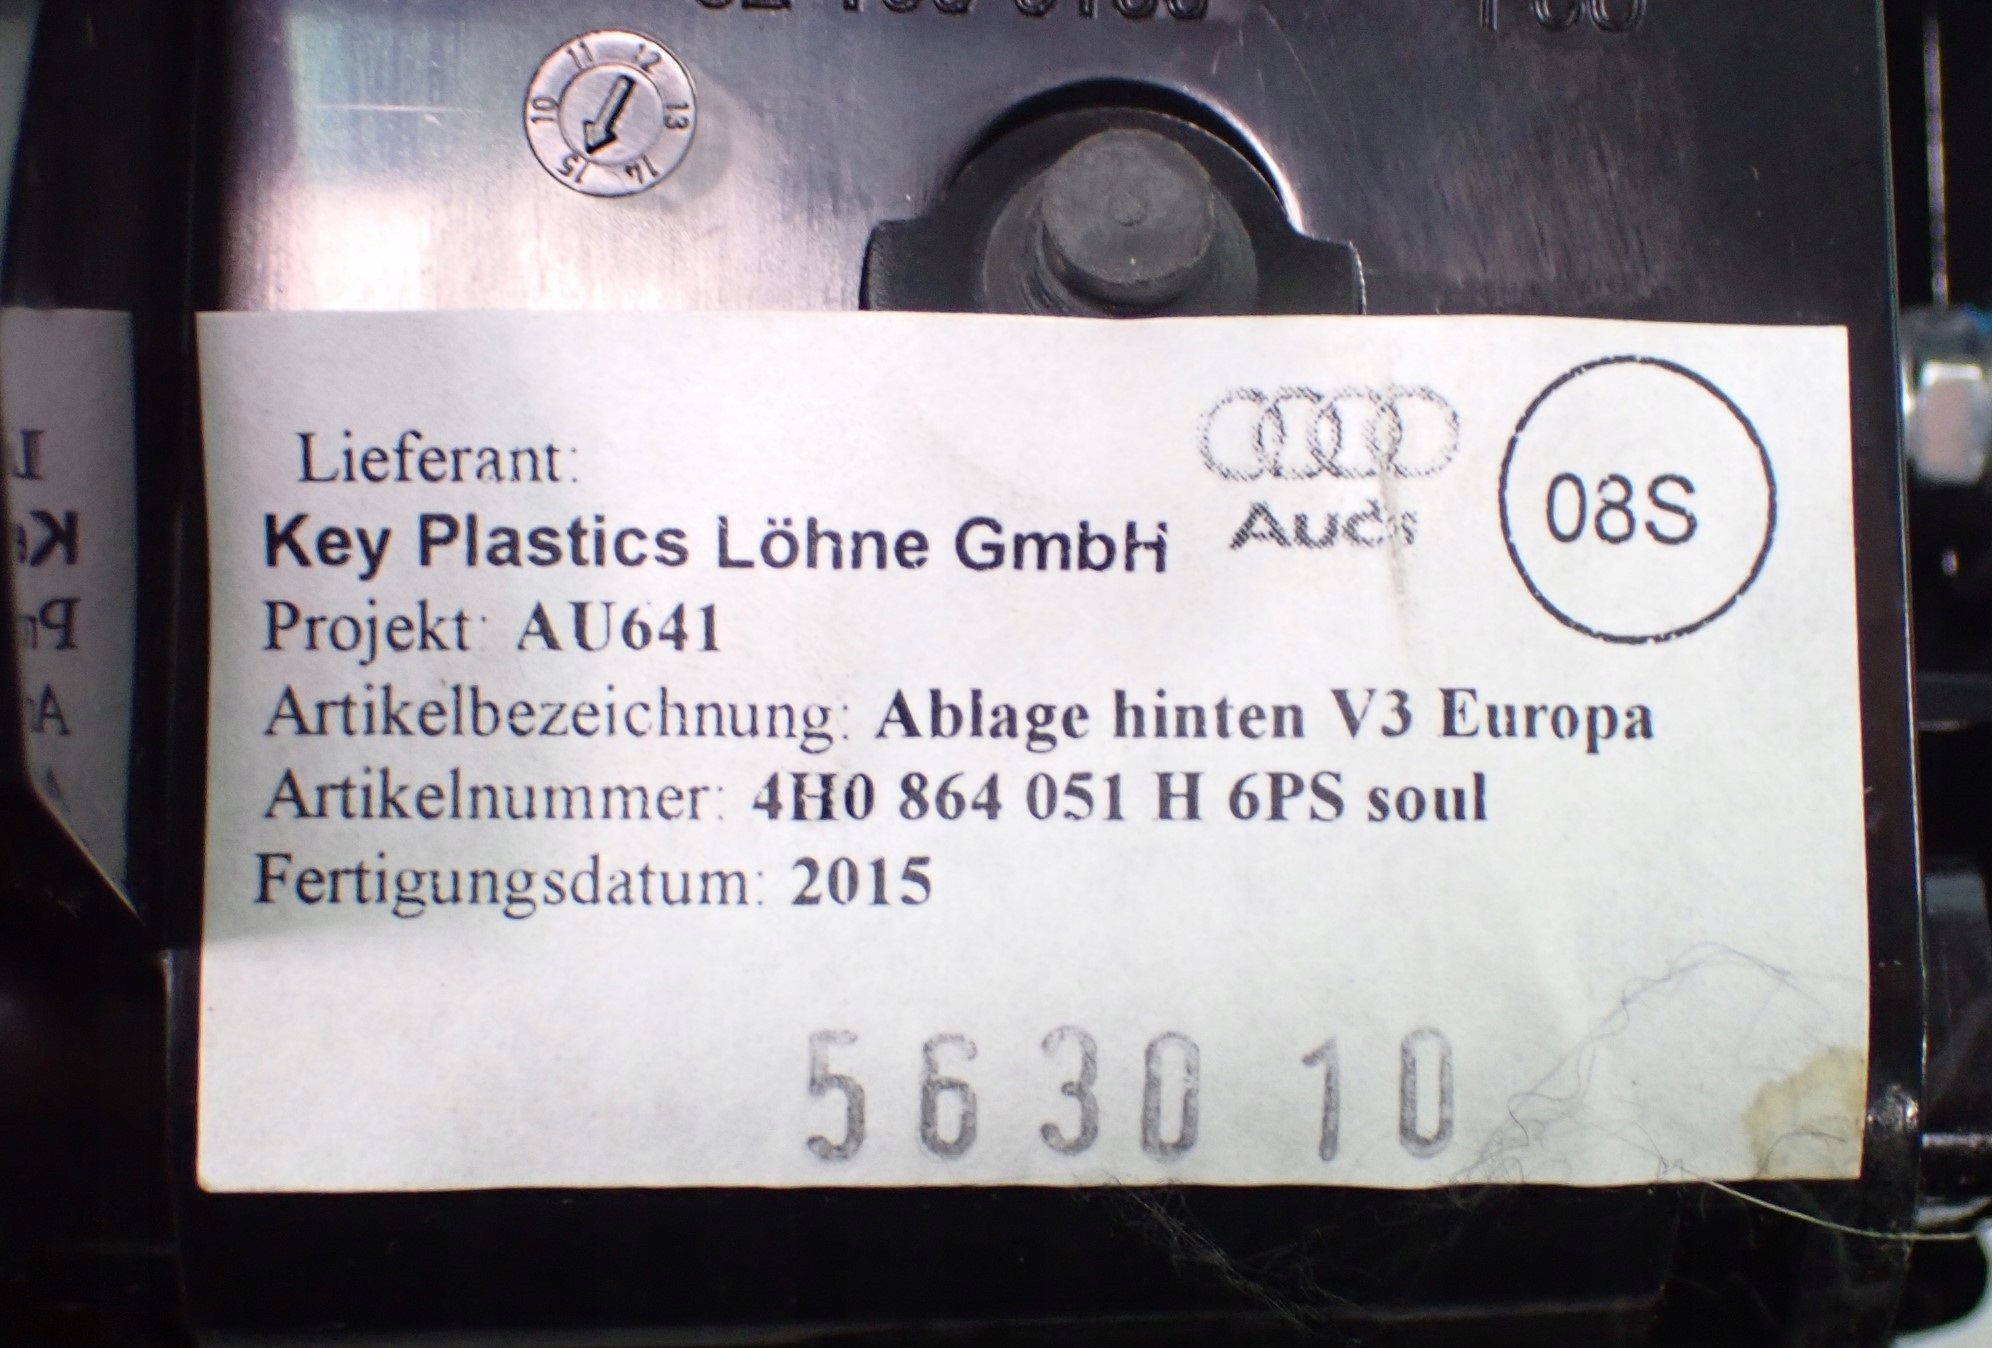 11 12
10 13
15 14
Lieferant:
Audi
08S
Key Plastics Löhne GmbH
Projekt: AU641
Artikelbezeichnung: Ablage hinten V3 Europa
Artikelnummer: 4H0 864 051 H 6PS soul
Fertigungsdatum: 2015
5630 10